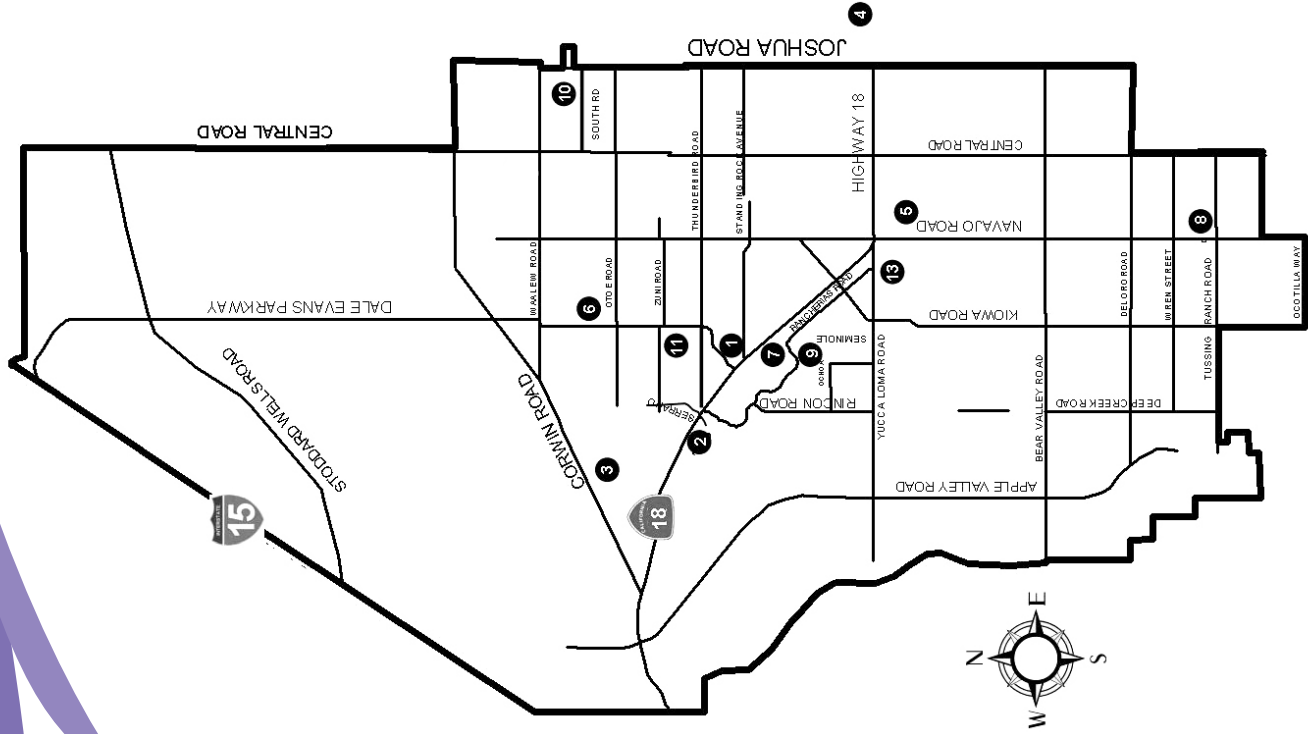 4
JOSHUA ROAD
10
SOUTH RD
CENTRAL ROAD
THUNDERBIRD ROAD
STANDING ROCK AVENUE
HIGHWAY 18
CENTRAL ROAD
5
NAVAJO ROAD
8
WAALEW ROAD
OTOE ROAD
ZUNI ROAD
13
RANCHERIAS ROAD
DELORO ROAD
WREN STREET
RANCH ROAD
OCOTILLA WAY
DALE EVANS PARKWAY
6
KIOWA ROAD
11
1
7
9
SEMINOLE
OCHOA
YUCCA LOMA ROAD
BEAR VALLEY ROAD
TUSSING
STODDARD WELLS ROAD
CORWIN ROAD
SERRANO
RINCON ROAD
DEEP CREEK ROAD
2
3
APPLE VALLEY ROAD
INTERSTATE
15
CALIFORNIA
18
N
E
S
W